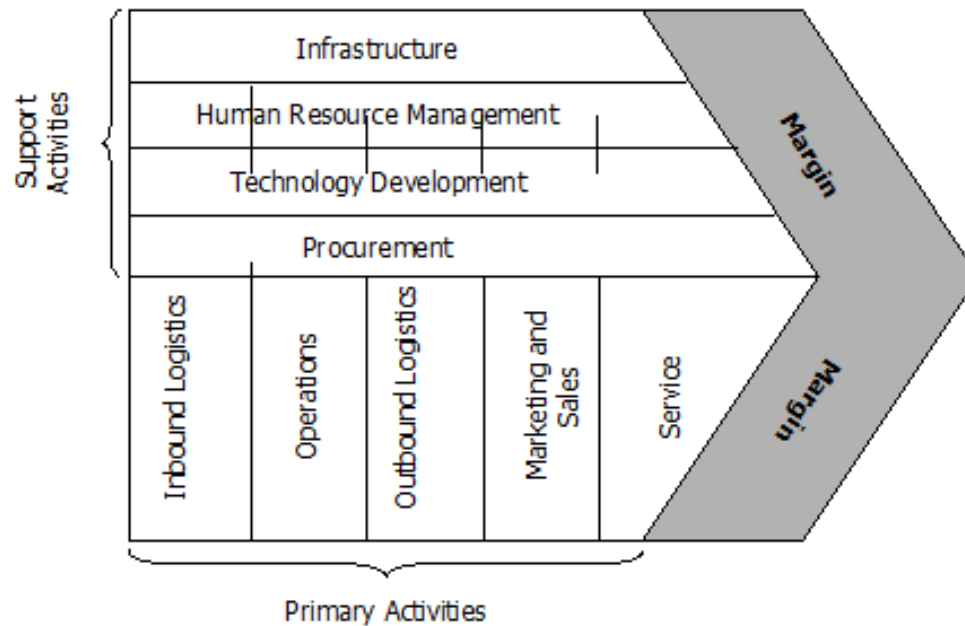 Support
Activities
Infrastructure
Human Resource Management
Technology Development
Procurement
Inbound Logistics
Operations
Outbound Logistics
Marketing and
Sales
Service
Margin
Margin
Primary Activities